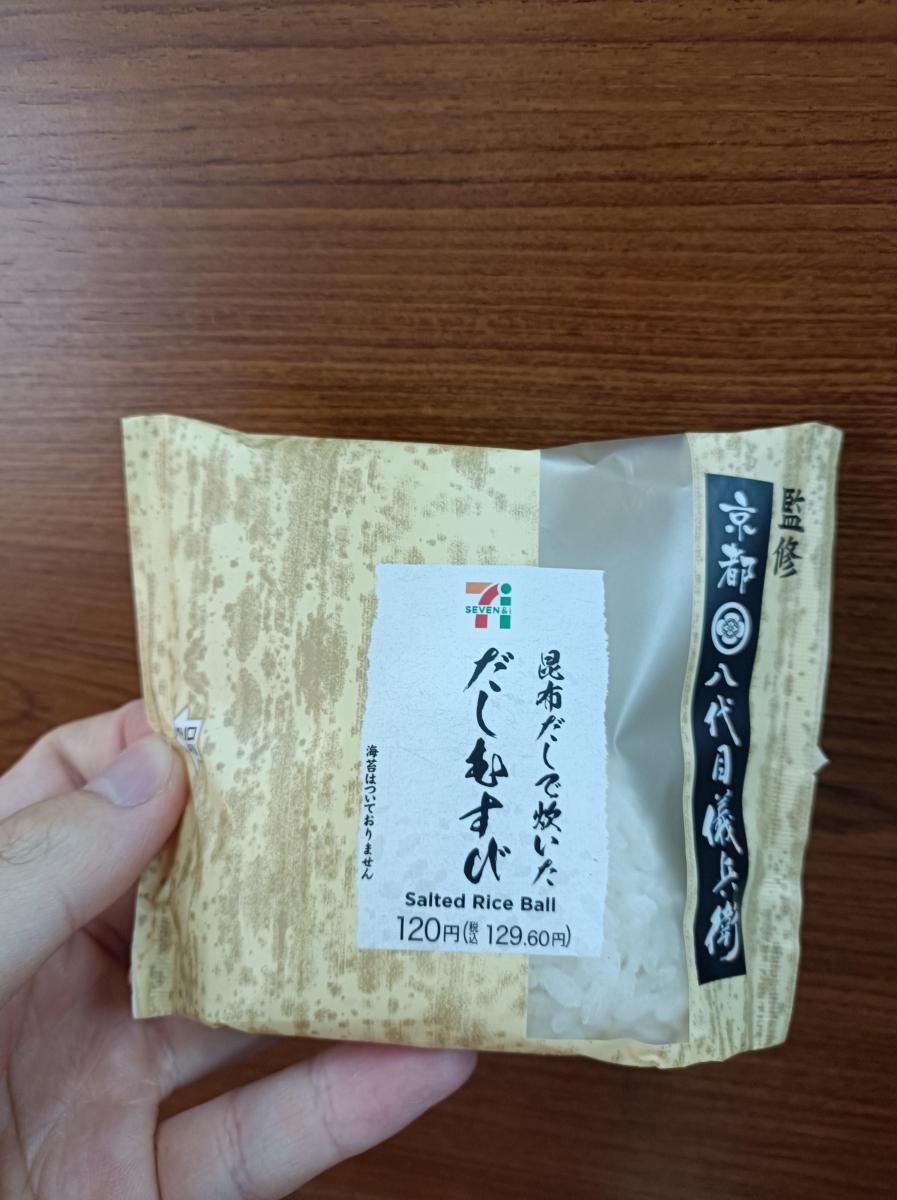 監修
京都 八代目儀兵衛
SEVEN&i
昆布だしで炊いた
だしむすび
海苔はついておりません
Salted Rice Ball
120円(税込 129.60円)